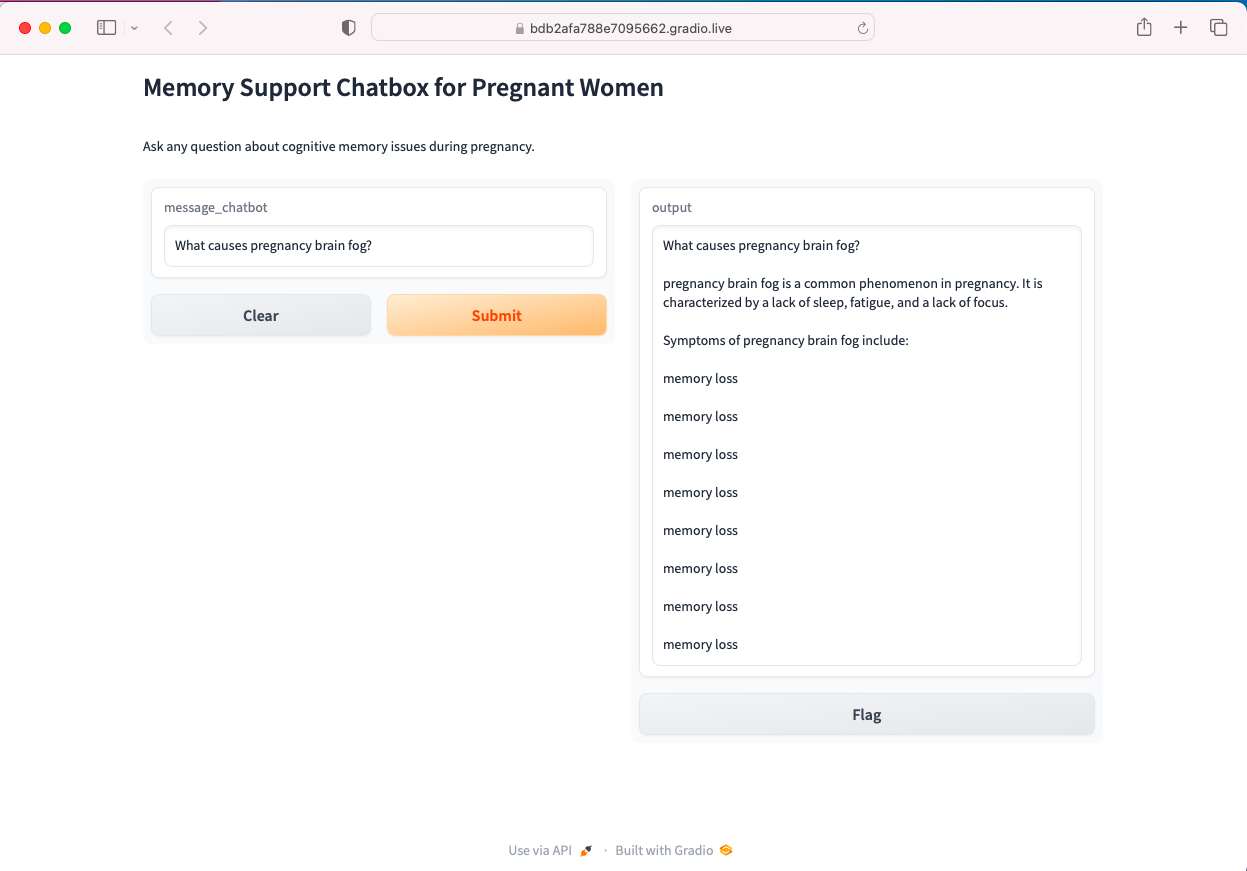 bdb2afa788e7095662.gradio.live
Memory Support Chatbox for Pregnant Women
Ask any question about cognitive memory issues during pregnancy.
message_chatbot
What causes pregnancy brain fog?
Clear
Submit
output
What causes pregnancy brain fog?
pregnancy brain fog is a common phenomenon in pregnancy. It is
characterized by a lack of sleep, fatigue, and a lack of focus.
Symptoms of pregnancy brain fog include:
memory loss
memory loss
memory loss
memory loss
memory loss
memory loss
memory loss
memory loss
Flag
Use via API · Built with Gradio